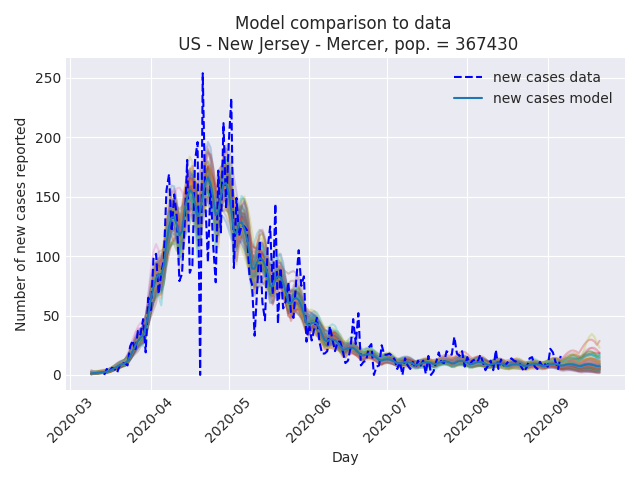 Model comparison to data
US - New Jersey - Mercer, pop. = 367430
new cases data
new cases model
Number of new cases reported
250
200
150
100
50
0
2020-03
2020-04
2020-05
2020-06
2020-07
2020-08
2020-09
Day